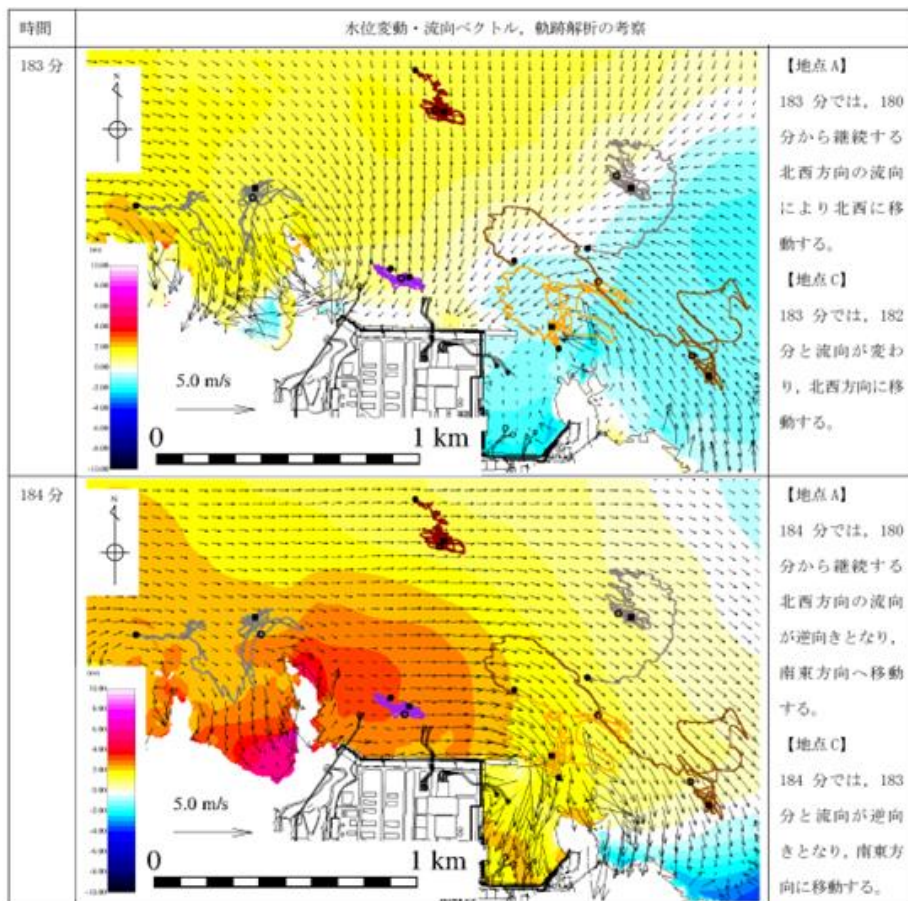 時間
水位変動・流向ベクトル,軌跡解析の考察
183 分
N
5.0 m/s
0
1 km
【地点 A】
183 分では,180
分から継続する
北西方向の流向
により北西に移
動する。
【地点 C】
183 分では,182
分と流向が変わ
り,北西方向に移
動する。
184 分
N
5.0 m/s
0
1 km
【地点 A】
184 分では,180
分から継続する
北西方向の流向
が逆向きとなり,
南東方向へ移動
する。
【地点 C】
184 分では,183
分と流向が逆向
きとなり,南東方
向に移動する。